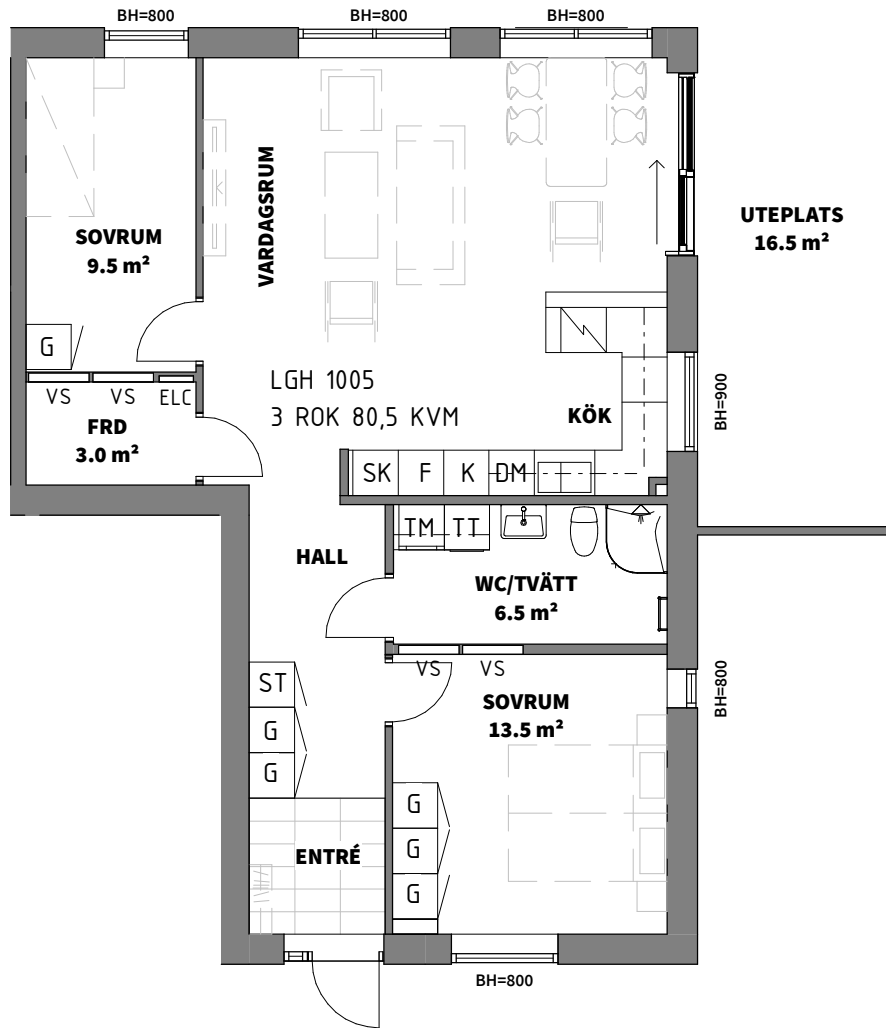 BH=800
BH=800
BH=800
VARDAGSRUM
UTEPLATS
16.5 m²
SOVRUM
9.5 m²
G
VS
VS
ELC
LGH 1005
3 ROK 80,5 KVM
KÖK
BH=900
FRD
3.0 m²
SK
F
K
DM
TM
TT
HALL
WC/TVÄTT
6.5 m²
VS
VS
ST
SOVRUM
13.5 m²
BH=800
G
G
G
G
G
ENTRÉ
BH=800